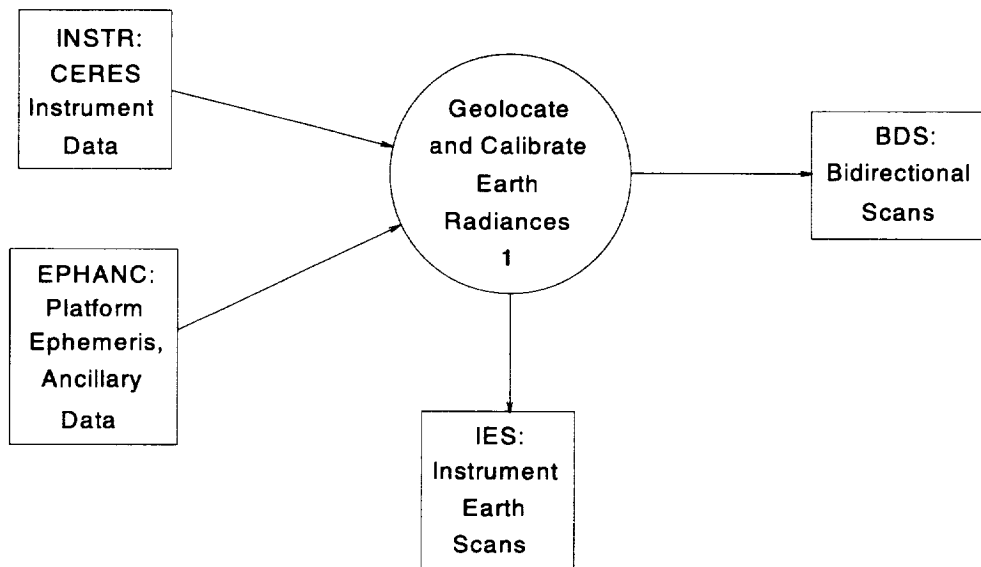 INSTR:
CERES
Instrument
Data
Geolocate
and Calibrate
Earth
Radiances
1
BDS:
Bidirectional
Scans
EPHANC:
Platform
Ephemeris,
Ancillary
Data
IES:
Instrument
Earth
Scans